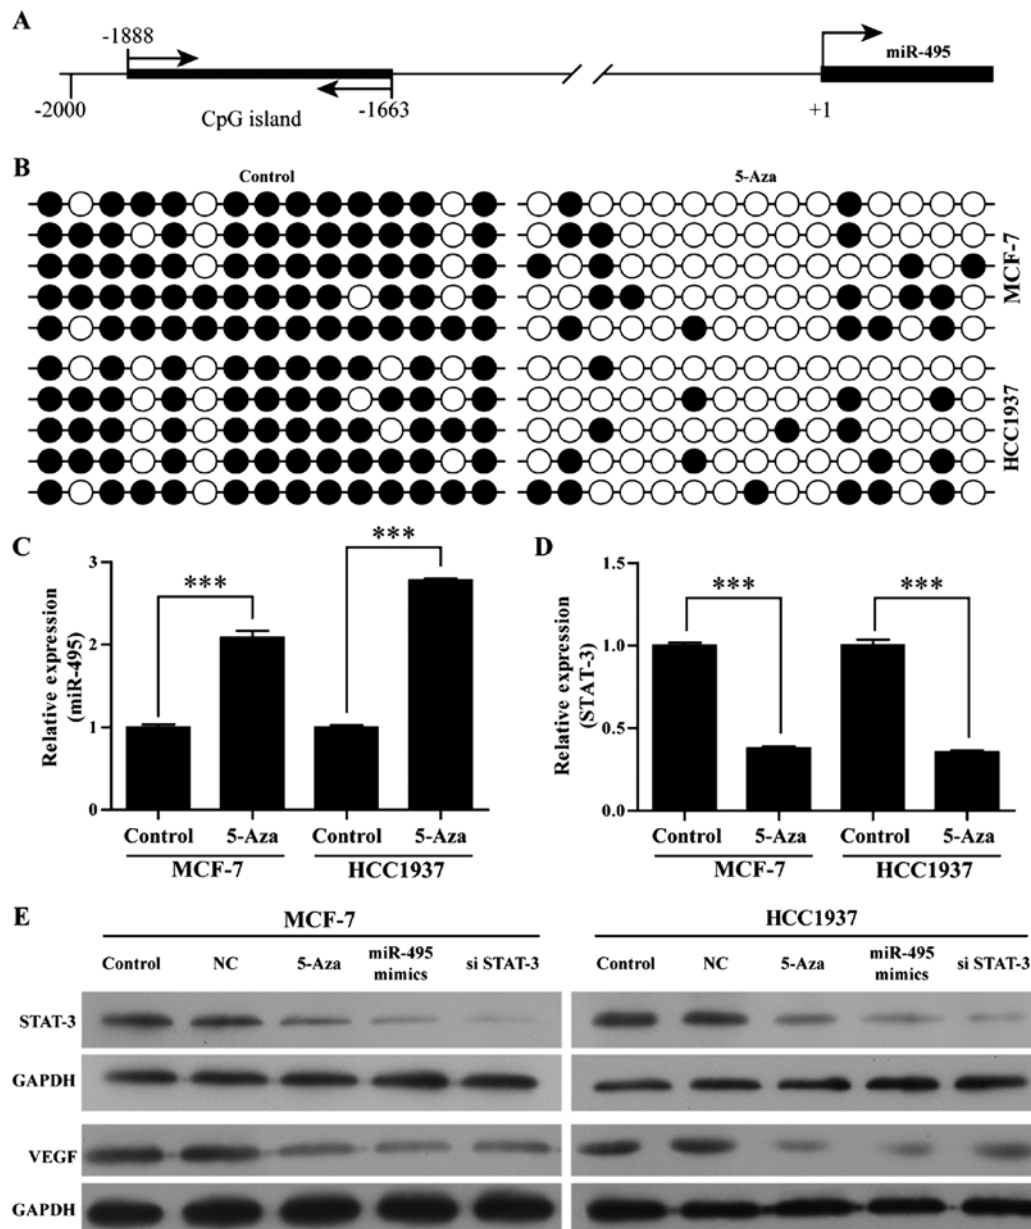 A
-1888
miR-495
-2000
CpG island
-1663
+1
B
Control
5-Aza
MCF-7
HCC1937
C
D
***
***
***
***
Relative expression
(miR-495)
3
2
1
0
Control
5-Aza
Control
5-Aza
MCF-7
HCC1937
Relative expression
(STAT-3)
1.5
1.0
0.5
0.0
Control
5-Aza
Control
5-Aza
MCF-7
HCC1937
E
MCF-7
HCC1937
Control
NC
5-Aza
miR-495
mimics
si STAT-3
Control
NC
5-Aza
miR-495
mimics
si STAT-3
STAT-3
GAPDH
VEGF
GAPDH